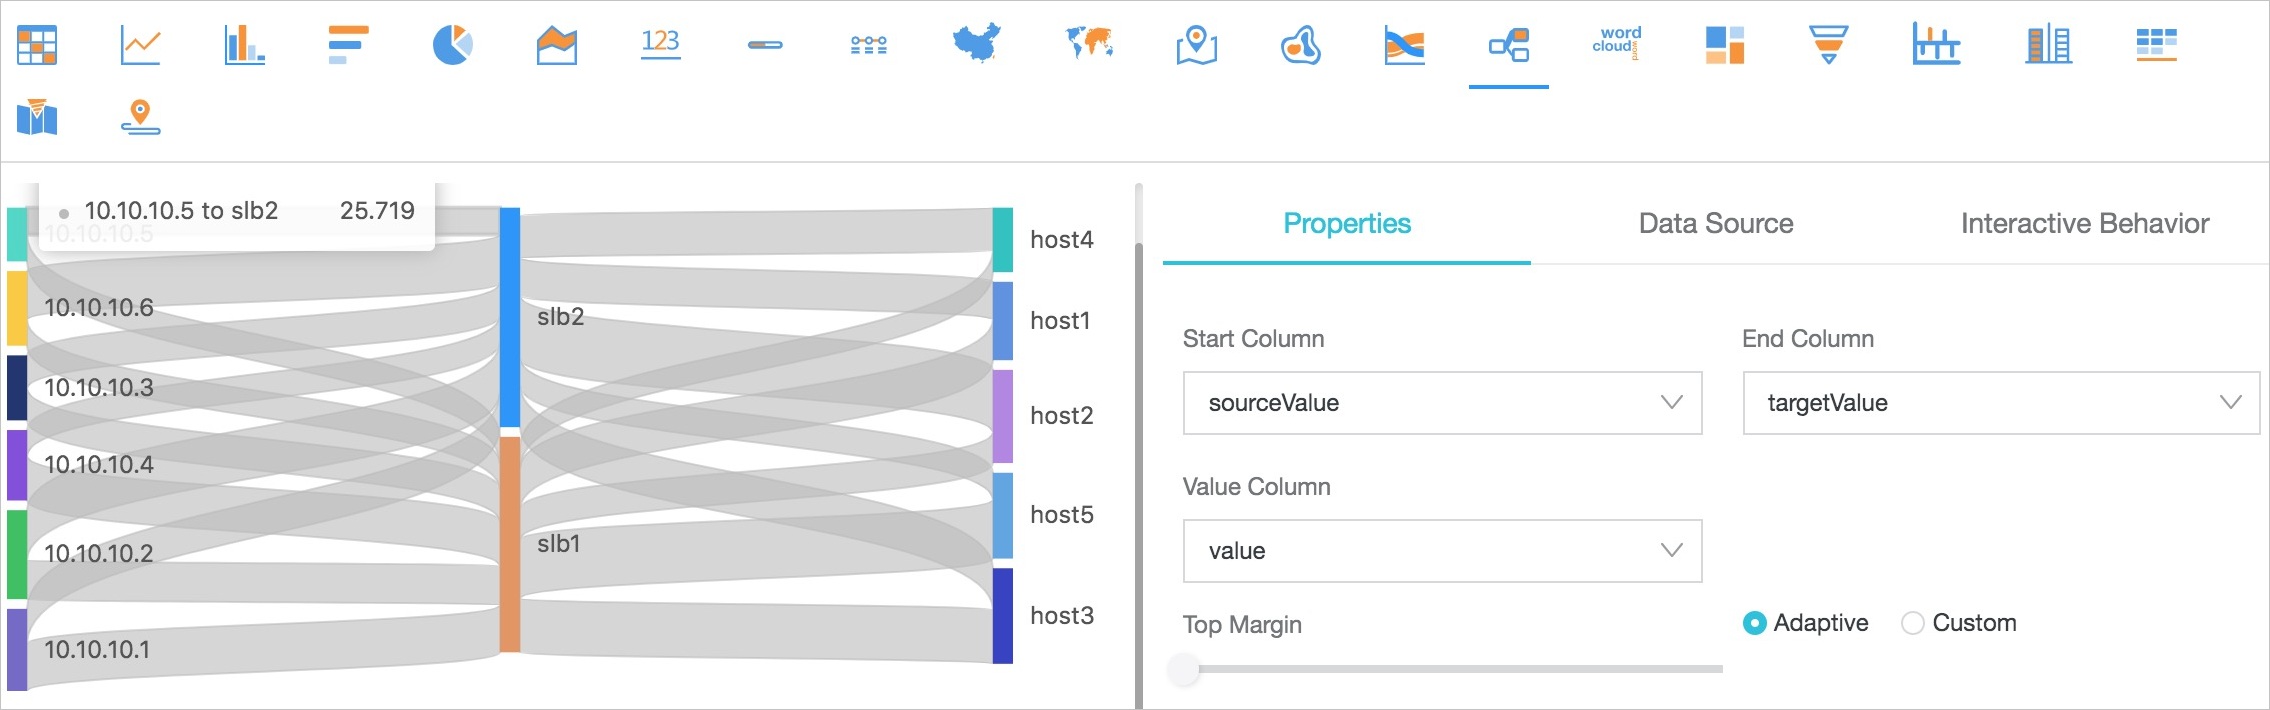 123
word
cloud
word
10.10.10.5 to slb2 25.719
10.10.10.5
10.10.10.6
10.10.10.3
10.10.10.4
10.10.10.2
10.10.10.1
slb2
slb1
host4
host1
host2
host5
host3
Properties Data Source Interactive Behavior
Start Column End Column
sourceValue targetValue
Value Column
value
Top Margin Adaptive Custom